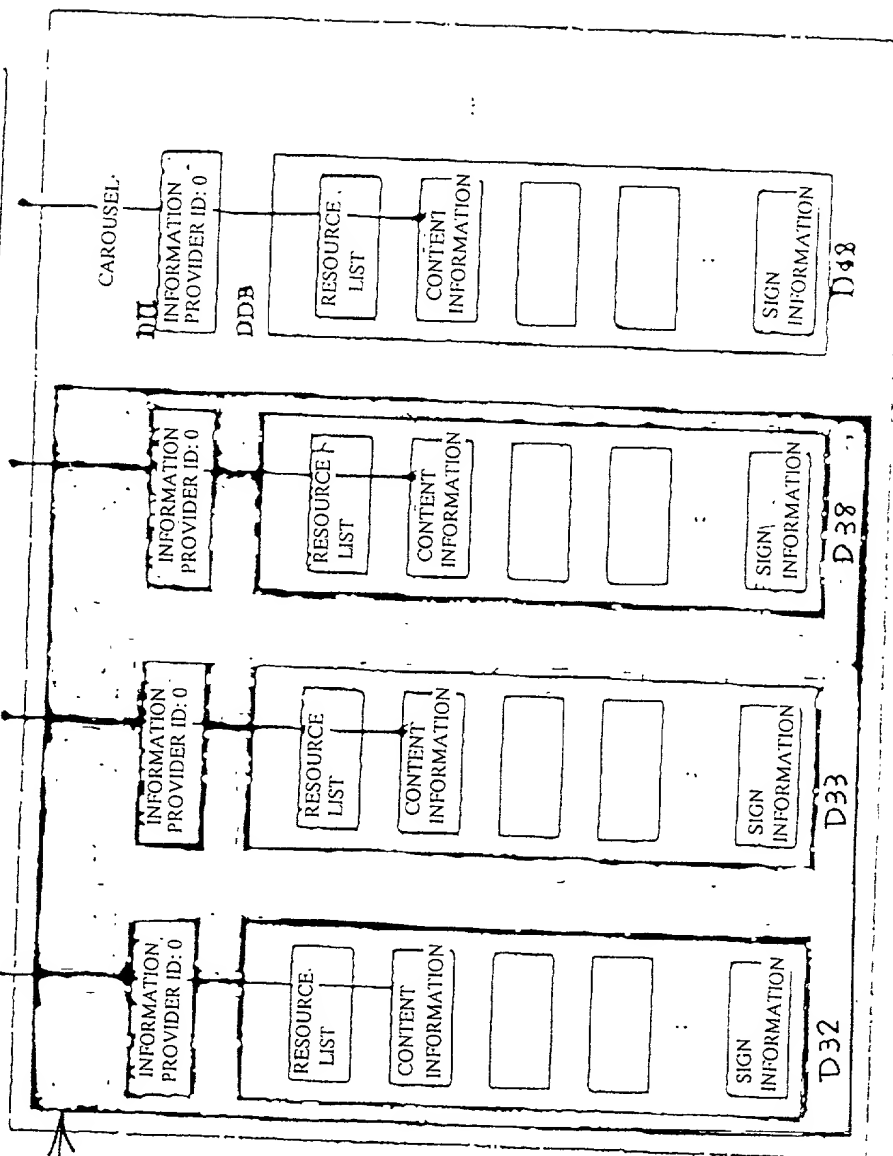 INFORMATION
PROVIDER ID: 0
RESOURCE
LIST
CONTENT
INFORMATION
:
SIGN
INFORMATION
D32
INFORMATION
PROVIDER ID: 0
RESOURCE
LIST
CONTENT
INFORMATION
:
SIGN
INFORMATION
D33
INFORMATION
PROVIDER ID: 0
RESOURCE
LIST
CONTENT
INFORMATION
:
SIGN
INFORMATION
D38
CAROUSEL
DII
INFORMATION
PROVIDER ID: 0
DDB
RESOURCE
LIST
CONTENT
INFORMATION
:
SIGN
INFORMATION
D48
...